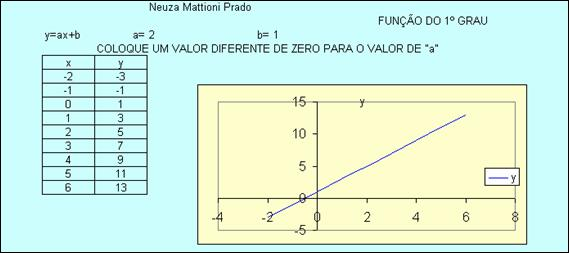 Neuza Mattioni Prado
FUNÇÃO DO 1º GRAU
y=ax+b a= 2 b= 1
COLOQUE UM VALOR DIFERENTE DE ZERO PARA O VALOR DE "a"
x y
-2 -3
-1 -1
0 1
1 3
2 5
3 7
4 9
5 11
6 13
y
15
10
5
0
-5
-4 -2 0 2 4 6 8
y